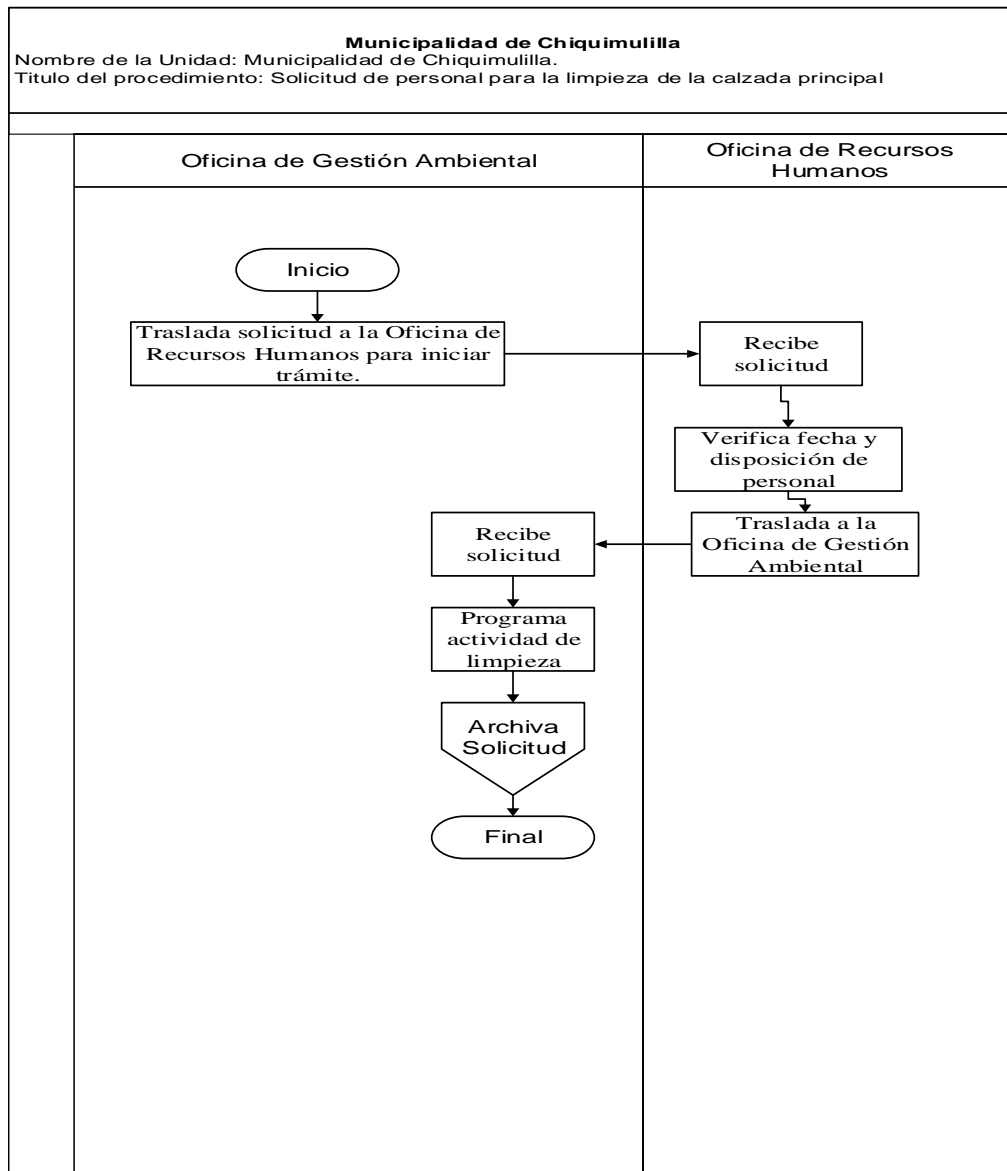 Municipalidad de Chiquimulilla
Nombre de la Unidad: Municipalidad de Chiquimulilla.
Titulo del procedimiento: Solicitud de personal para la limpieza de la calzada principal
Oficina de Gestión Ambiental
Oficina de Recursos
Humanos
Inicio
Traslada solicitud a la Oficina de
Recursos Humanos para iniciar
trámite.
Recibe
solicitud
Verifica fecha y
disposición de
personal
Traslada a la
Oficina de Gestión
Ambiental
Recibe
solicitud
Programa
actividad de
limpieza
Archiva
Solicitud
Final